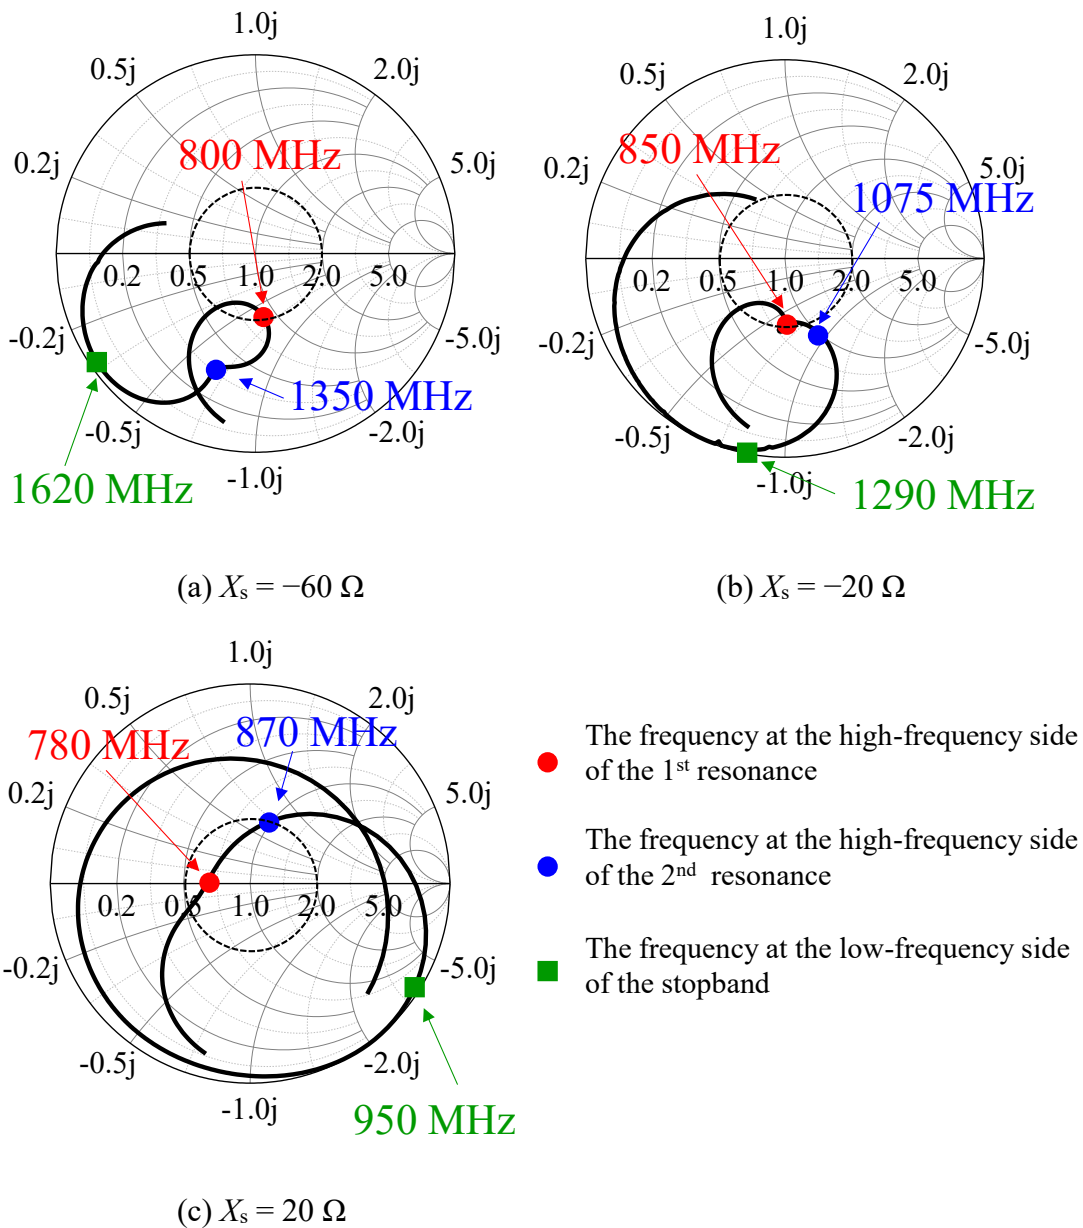 1.0j
0.5j
2.0j
800 MHz
0.2j
5.0j
0.2 0.5 1.0 2.0 5.0
-0.2j
-5.0j
1350 MHz
-0.5j
-2.0j
-1.0j
1620 MHz
(a) Xs = −60 Ω
1.0j
0.5j
2.0j
850 MHz
0.2j
5.0j
1075 MHz
0.2 0.5 1.0 2.0 5.0
-0.2j
-5.0j
-0.5j
-2.0j
-1.0j
1290 MHz
(b) Xs = −20 Ω
1.0j
0.5j
2.0j
780 MHz
870 MHz
0.2j
5.0j
0.2 0.5 1.0 2.0 5.0
-0.2j
-5.0j
-0.5j
-2.0j
-1.0j
950 MHz
(c) Xs = 20 Ω
The frequency at the high-frequency side
of the 1st resonance
The frequency at the high-frequency side
of the 2nd resonance
The frequency at the low-frequency side
of the stopband